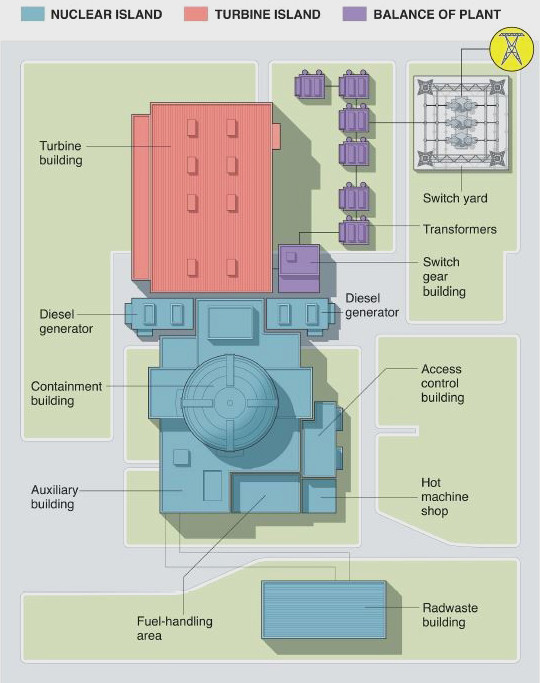 NUCLEAR ISLAND
TURBINE ISLAND
BALANCE OF PLANT
Turbine
building
Switch yard
Transformers
Switch
gear
building
Diesel
generator
Diesel
generator
Containment
building
Access
control
building
Auxiliary
building
Hot
machine
shop
Fuel-handling
area
Radwaste
building